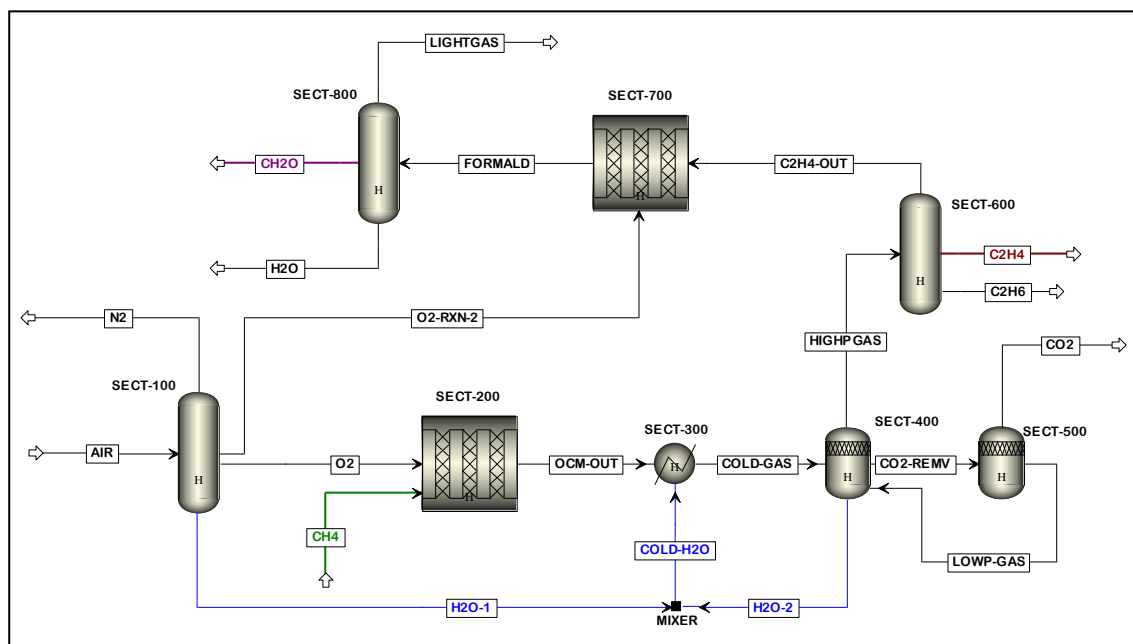 LIGHTGAS
SECT-800
SECT-700
CH2O
FORMALD
C2H4-OUT
SECT-600
H
H
H
H2O
C2H4
C2H6
N2
O2-RXN-2
HIGHPGAS
CO2
SECT-100
SECT-200
SECT-300
SECT-400
SECT-500
AIR
O2
OCM-OUT
COLD-GAS
CO2-REMV
H
H
H
H
H
CH4
COLD-H2O
LOWP-GAS
H2O-1
H2O-2
MIXER